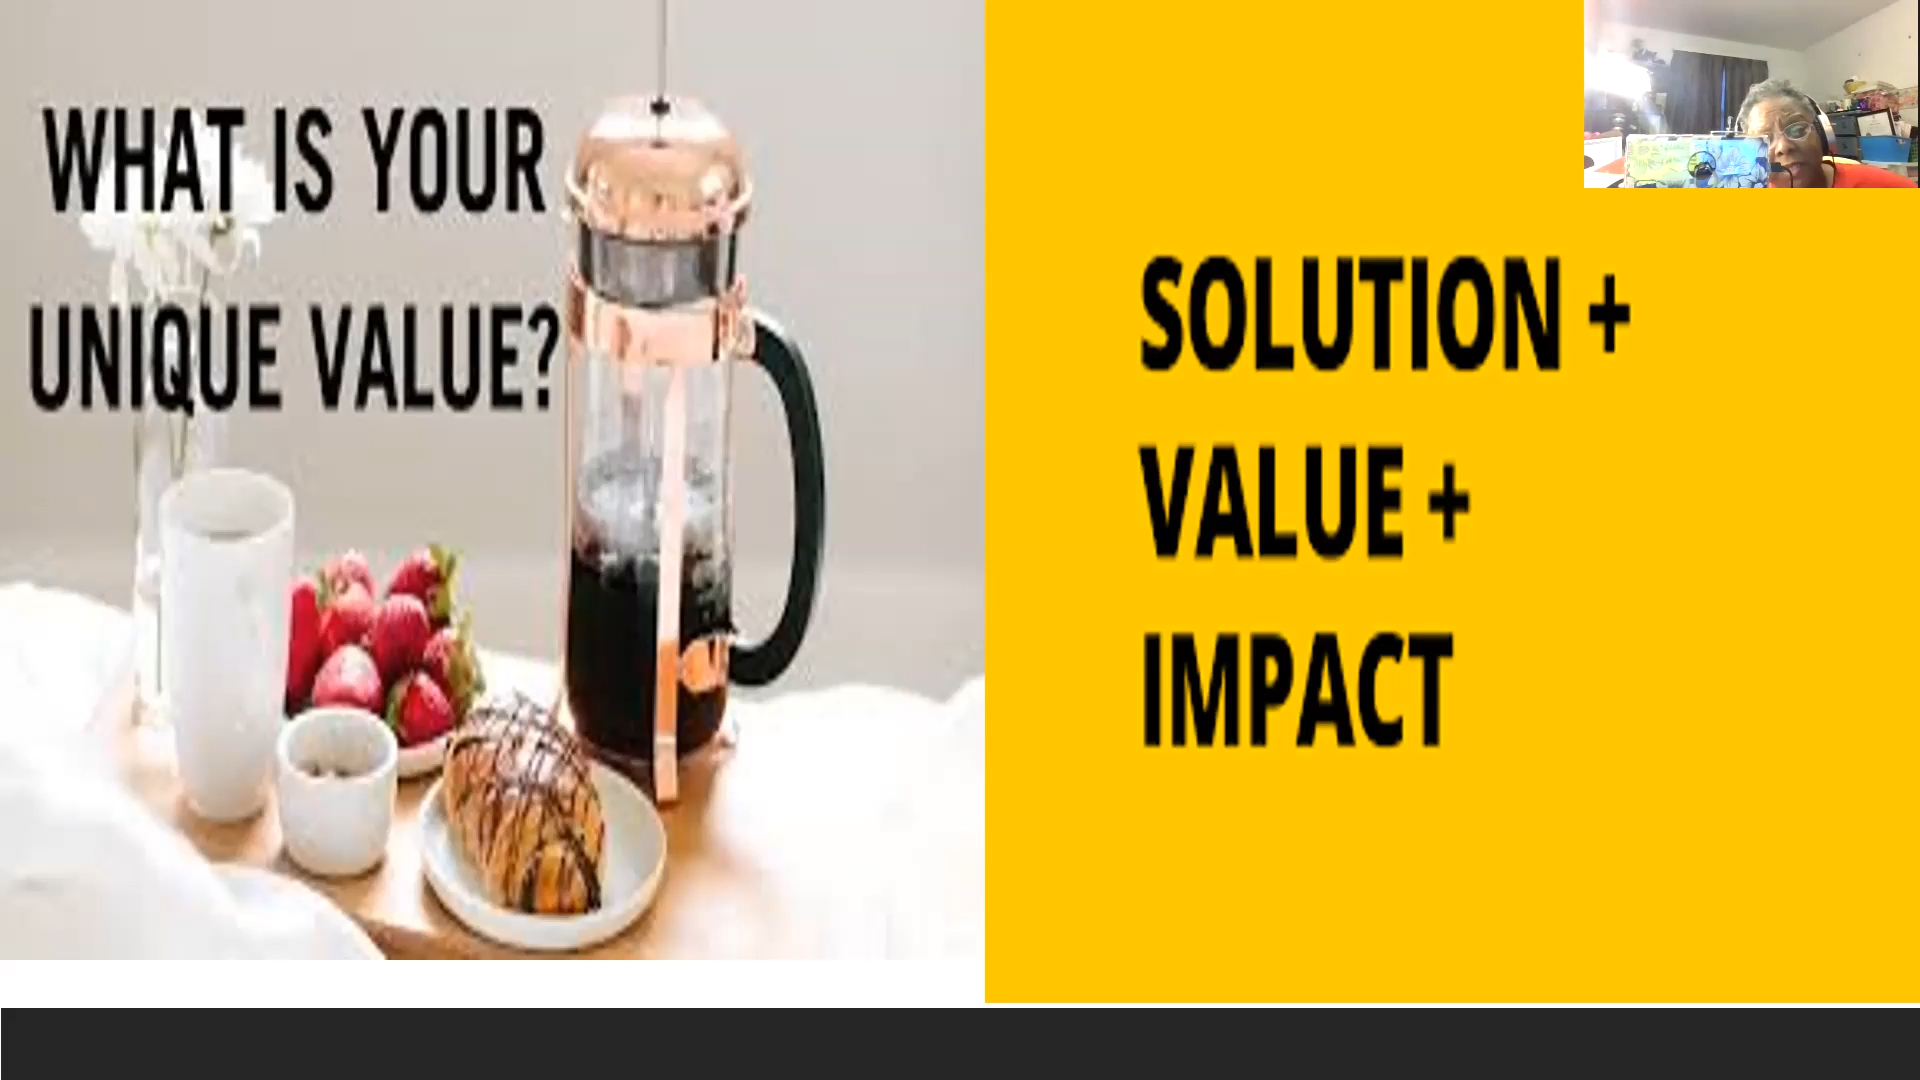 WHAT IS YOUR
UNIQUE VALUE?
SOLUTION +
VALUE +
IMPACT